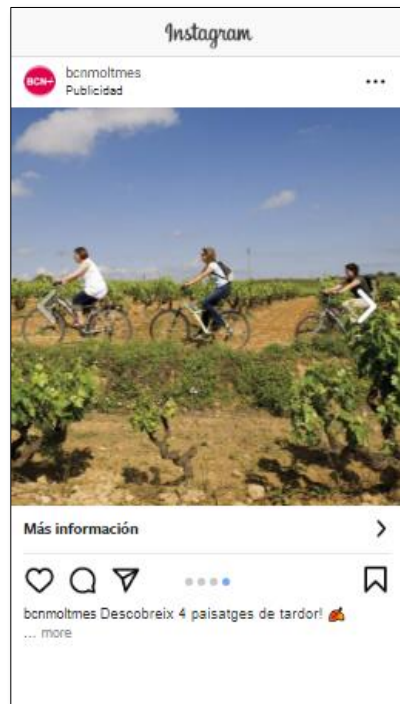 Instagram
BCN+
bcnmoltmes
Publicidad
Más información
bcnmoltmes Descobreix 4 paisatges de tardor! 🍂
... more